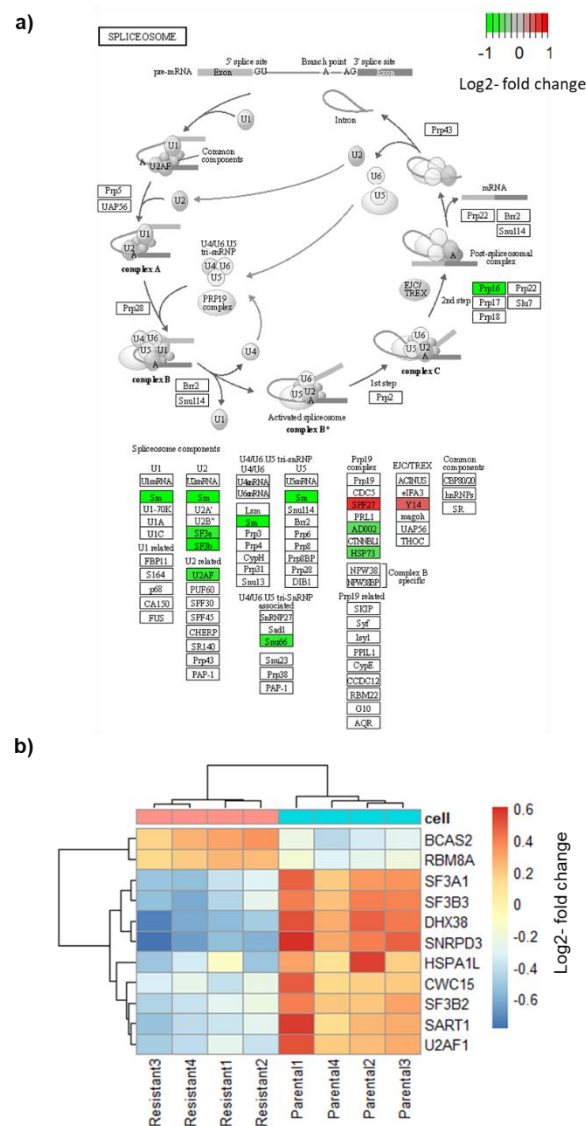 a)
SPLICEOSOME
-1 0 1
Log2- fold change
5' splice site
Branch point
3' splice site
pre-mRNA
Exon
GU
A
AG
Exon
Intron
U1
U1
U2AF
A
Common
components
Prp5
UAP56
U2
U1
U2
A
complex A
Prp28
U4/U6.U5
tri-snRNP
U4 U6
U5
PRP19
complex
U4 U6
U5 U1
U2
A
complex B
Brr2
Snu114
U4
U1
U6
U5 U2
A
Activated spliceosome
complex B*
1st step
Prp2
U6
U5 U2
A
complex C
2nd step
Prp16
Prp22
Prp17
Slu7
Prp18
EJC/
TREX
Post-spliceosomal
complex
A
Prp22
Brr2
Snu114
mRNA
Prp43
U2
U6
U5
Spliceosome components
U1
U1snRNA
Sm
U1-70K
U1A
U1C
U1 related
FBP11
S164
p68
CA150
FUS
U2
U2snRNA
Sm
U2A'
U2B"
SF3a
SF3b
U2 related
U2AF
PUF60
SPF30
SPF45
CHERP
SR140
Prp43
PAP-1
U4/U6.U5 tri-snRNP
U4/U6
U4snRNA
U6snRNA
Lsm
Sm
Prp3
Prp4
CypH
Prp31
Snu13
U5
U5snRNA
Sm
Snu114
Brr2
Prp6
Prp8
Prp8BP
Prp28
DIB1
U4/U6.U5 tri-SnRNP
associated
SnRNP27
Sad1
Snu66
Snu23
Prp38
PAP-1
Prp19
complex
Prp19
CDC5
SPF27
PRL1
AD002
CTNNBL1
HSP73
NPW38
NPW38BP
Complex B
specific
Prp19 related
SKIP
Syf
Isy1
PPIL1
CypE
CCDC12
RBM22
G10
AQR
EJC/TREX
ACINUS
eIFA3
Y14
magoh
UAP56
THOC
Common
components
CBP80/20
hnRNPs
SR
b)
cell
BCAS2
RBM8A
SF3A1
SF3B3
DHX38
SNRPD3
HSPA1L
CWC15
SF3B2
SART1
U2AF1
Resistant3
Resistant4
Resistant1
Resistant2
Parental1
Parental4
Parental2
Parental3
0.6
0.4
0.2
0
-0.2
-0.4
-0.6
Log2- fold change